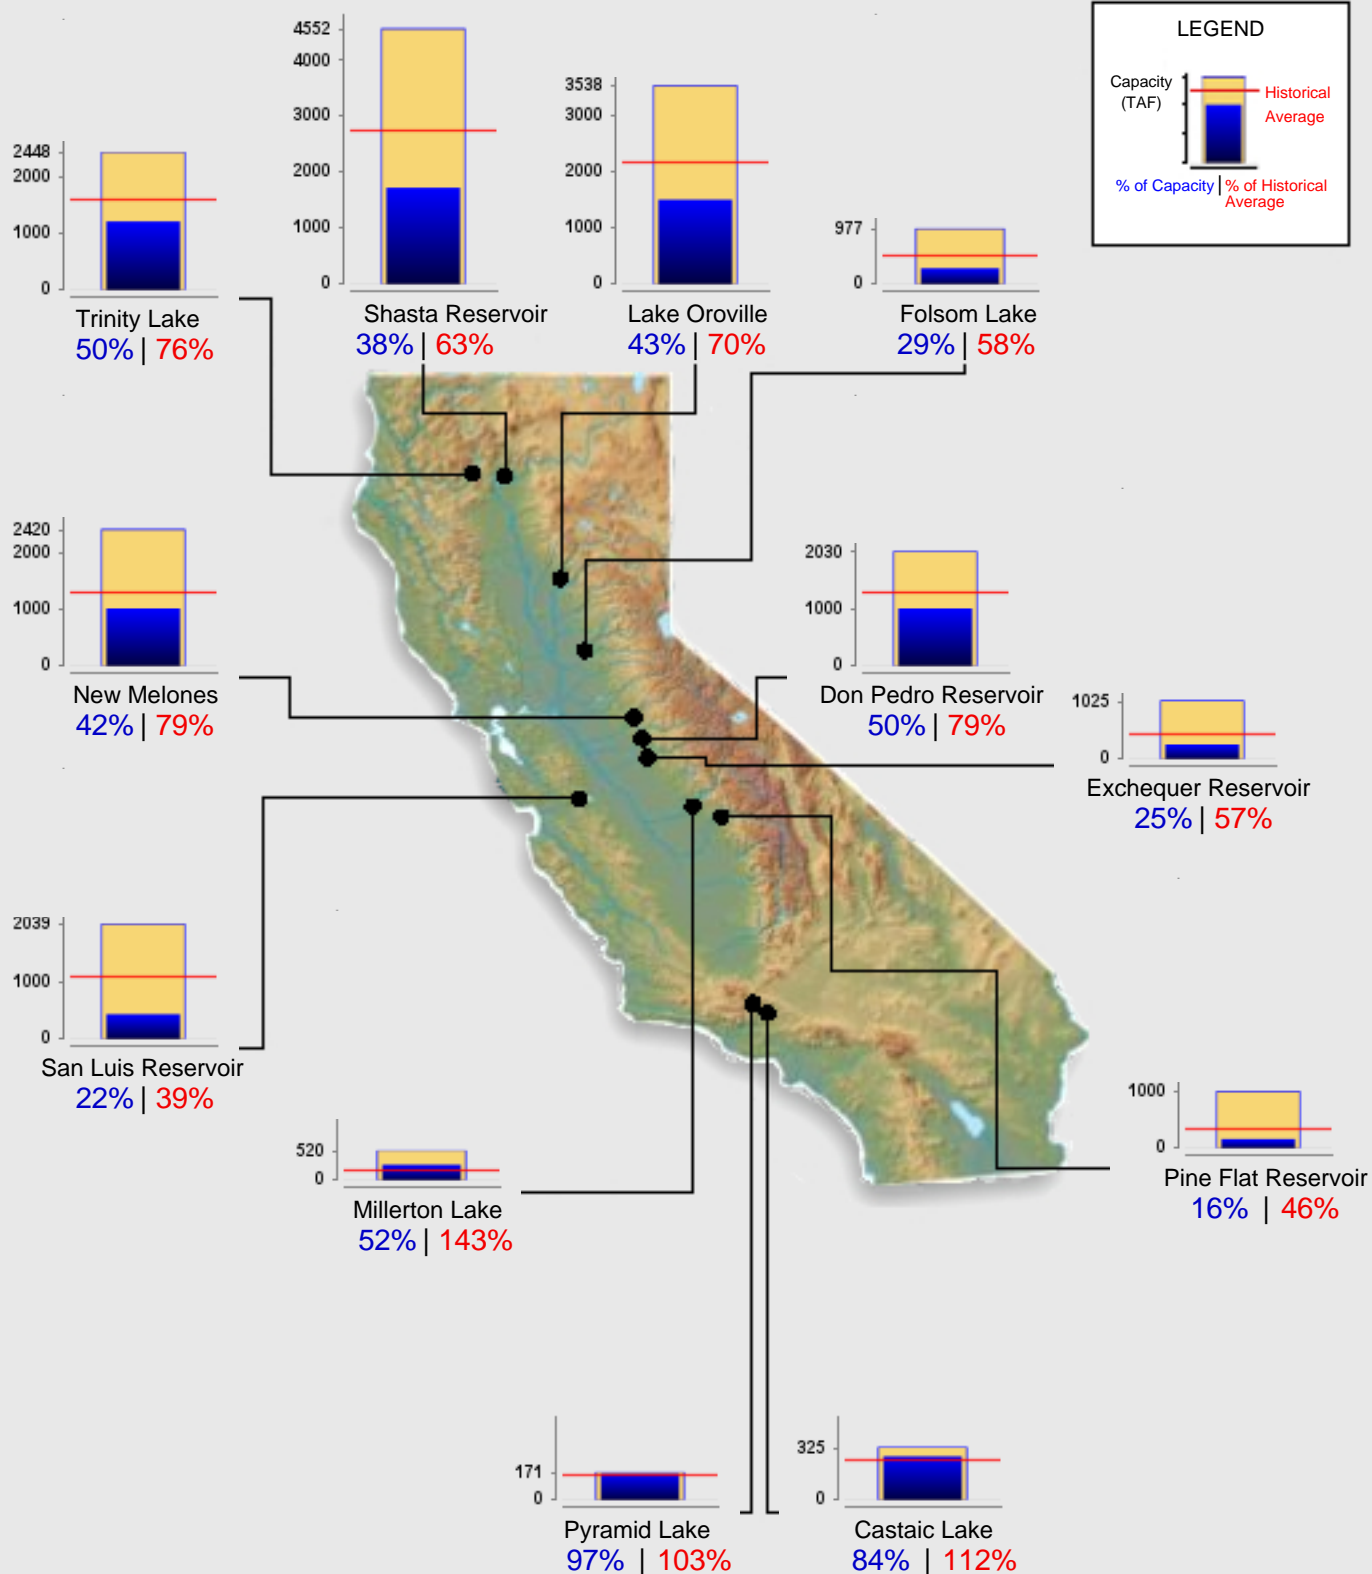 LEGEND
Capacity
(TAF)
Historical
Average
% of Capacity | % of Historical
Average
2448
2000
1000
0
Trinity Lake
50% | 76%
4552
4000
3000
2000
1000
0
Shasta Reservoir
38% | 63%
3538
3000
2000
1000
0
Lake Oroville
43% | 70%
977
0
Folsom Lake
29% | 58%
2420
2000
1000
0
New Melones
42% | 79%
2030
1000
0
Don Pedro Reservoir
50% | 79%
1025
0
Exchequer Reservoir
25% | 57%
2039
1000
0
San Luis Reservoir
22% | 39%
520
0
Millerton Lake
52% | 143%
1000
0
Pine Flat Reservoir
16% | 46%
171
0
Pyramid Lake
97% | 103%
325
0
Castaic Lake
84% | 112%